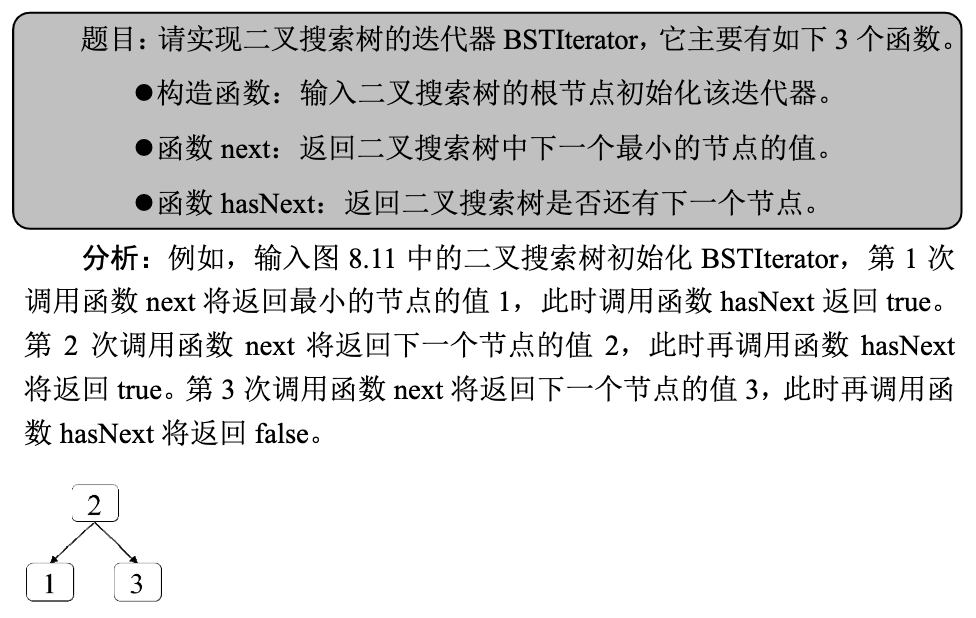 题目：请实现二叉搜索树的迭代器 BSTIterator，它主要有如下 3 个函数。
●构造函数：输入二叉搜索树的根节点初始化该迭代器。
●函数 next：返回二叉搜索树中下一个最小的节点的值。
●函数 hasNext：返回二叉搜索树是否还有下一个节点。
分析：例如，输入图 8.11 中的二叉搜索树初始化 BSTIterator，第 1 次
调用函数 next 将返回最小的节点的值 1，此时调用函数 hasNext 返回 true。
第 2 次调用函数 next 将返回下一个节点的值 2，此时再调用函数 hasNext
将返回 true。第 3 次调用函数 next 将返回下一个节点的值 3，此时再调用函
数 hasNext 将返回 false。
2
1 3